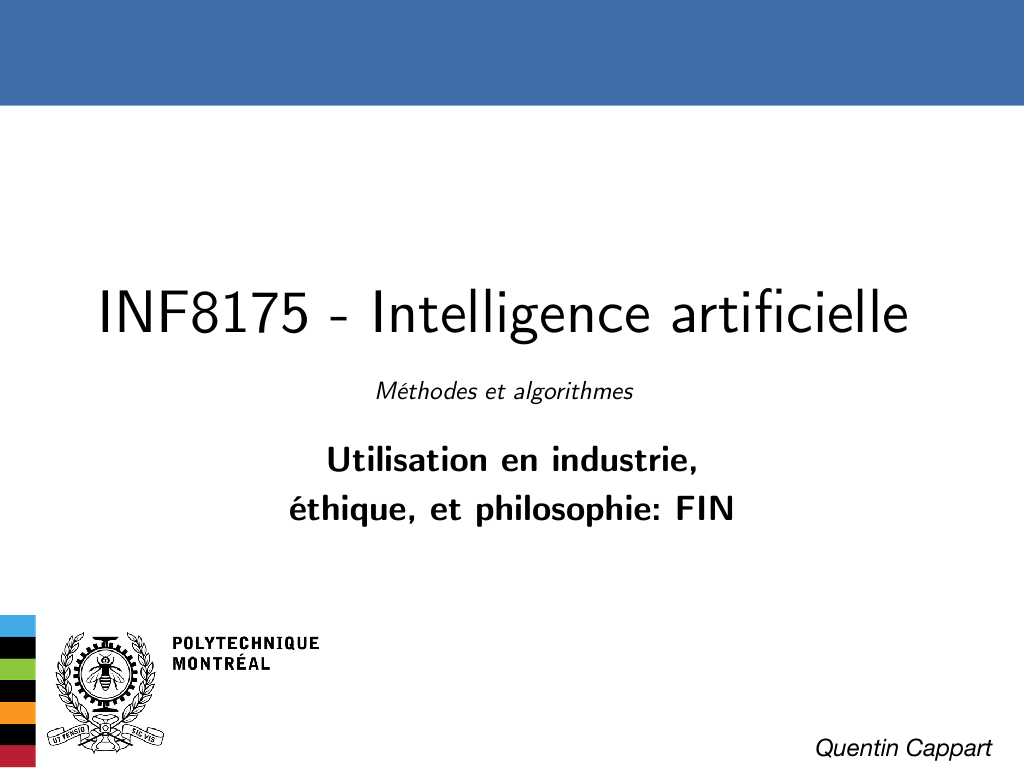 INF8175 - Intelligence artificielle
Méthodes et algorithmes
Utilisation en industrie,
éthique, et philosophie: FIN
POLYTECHNIQUE
MONTRÉAL
UT TENSIO SIC VIS
Quentin Cappart